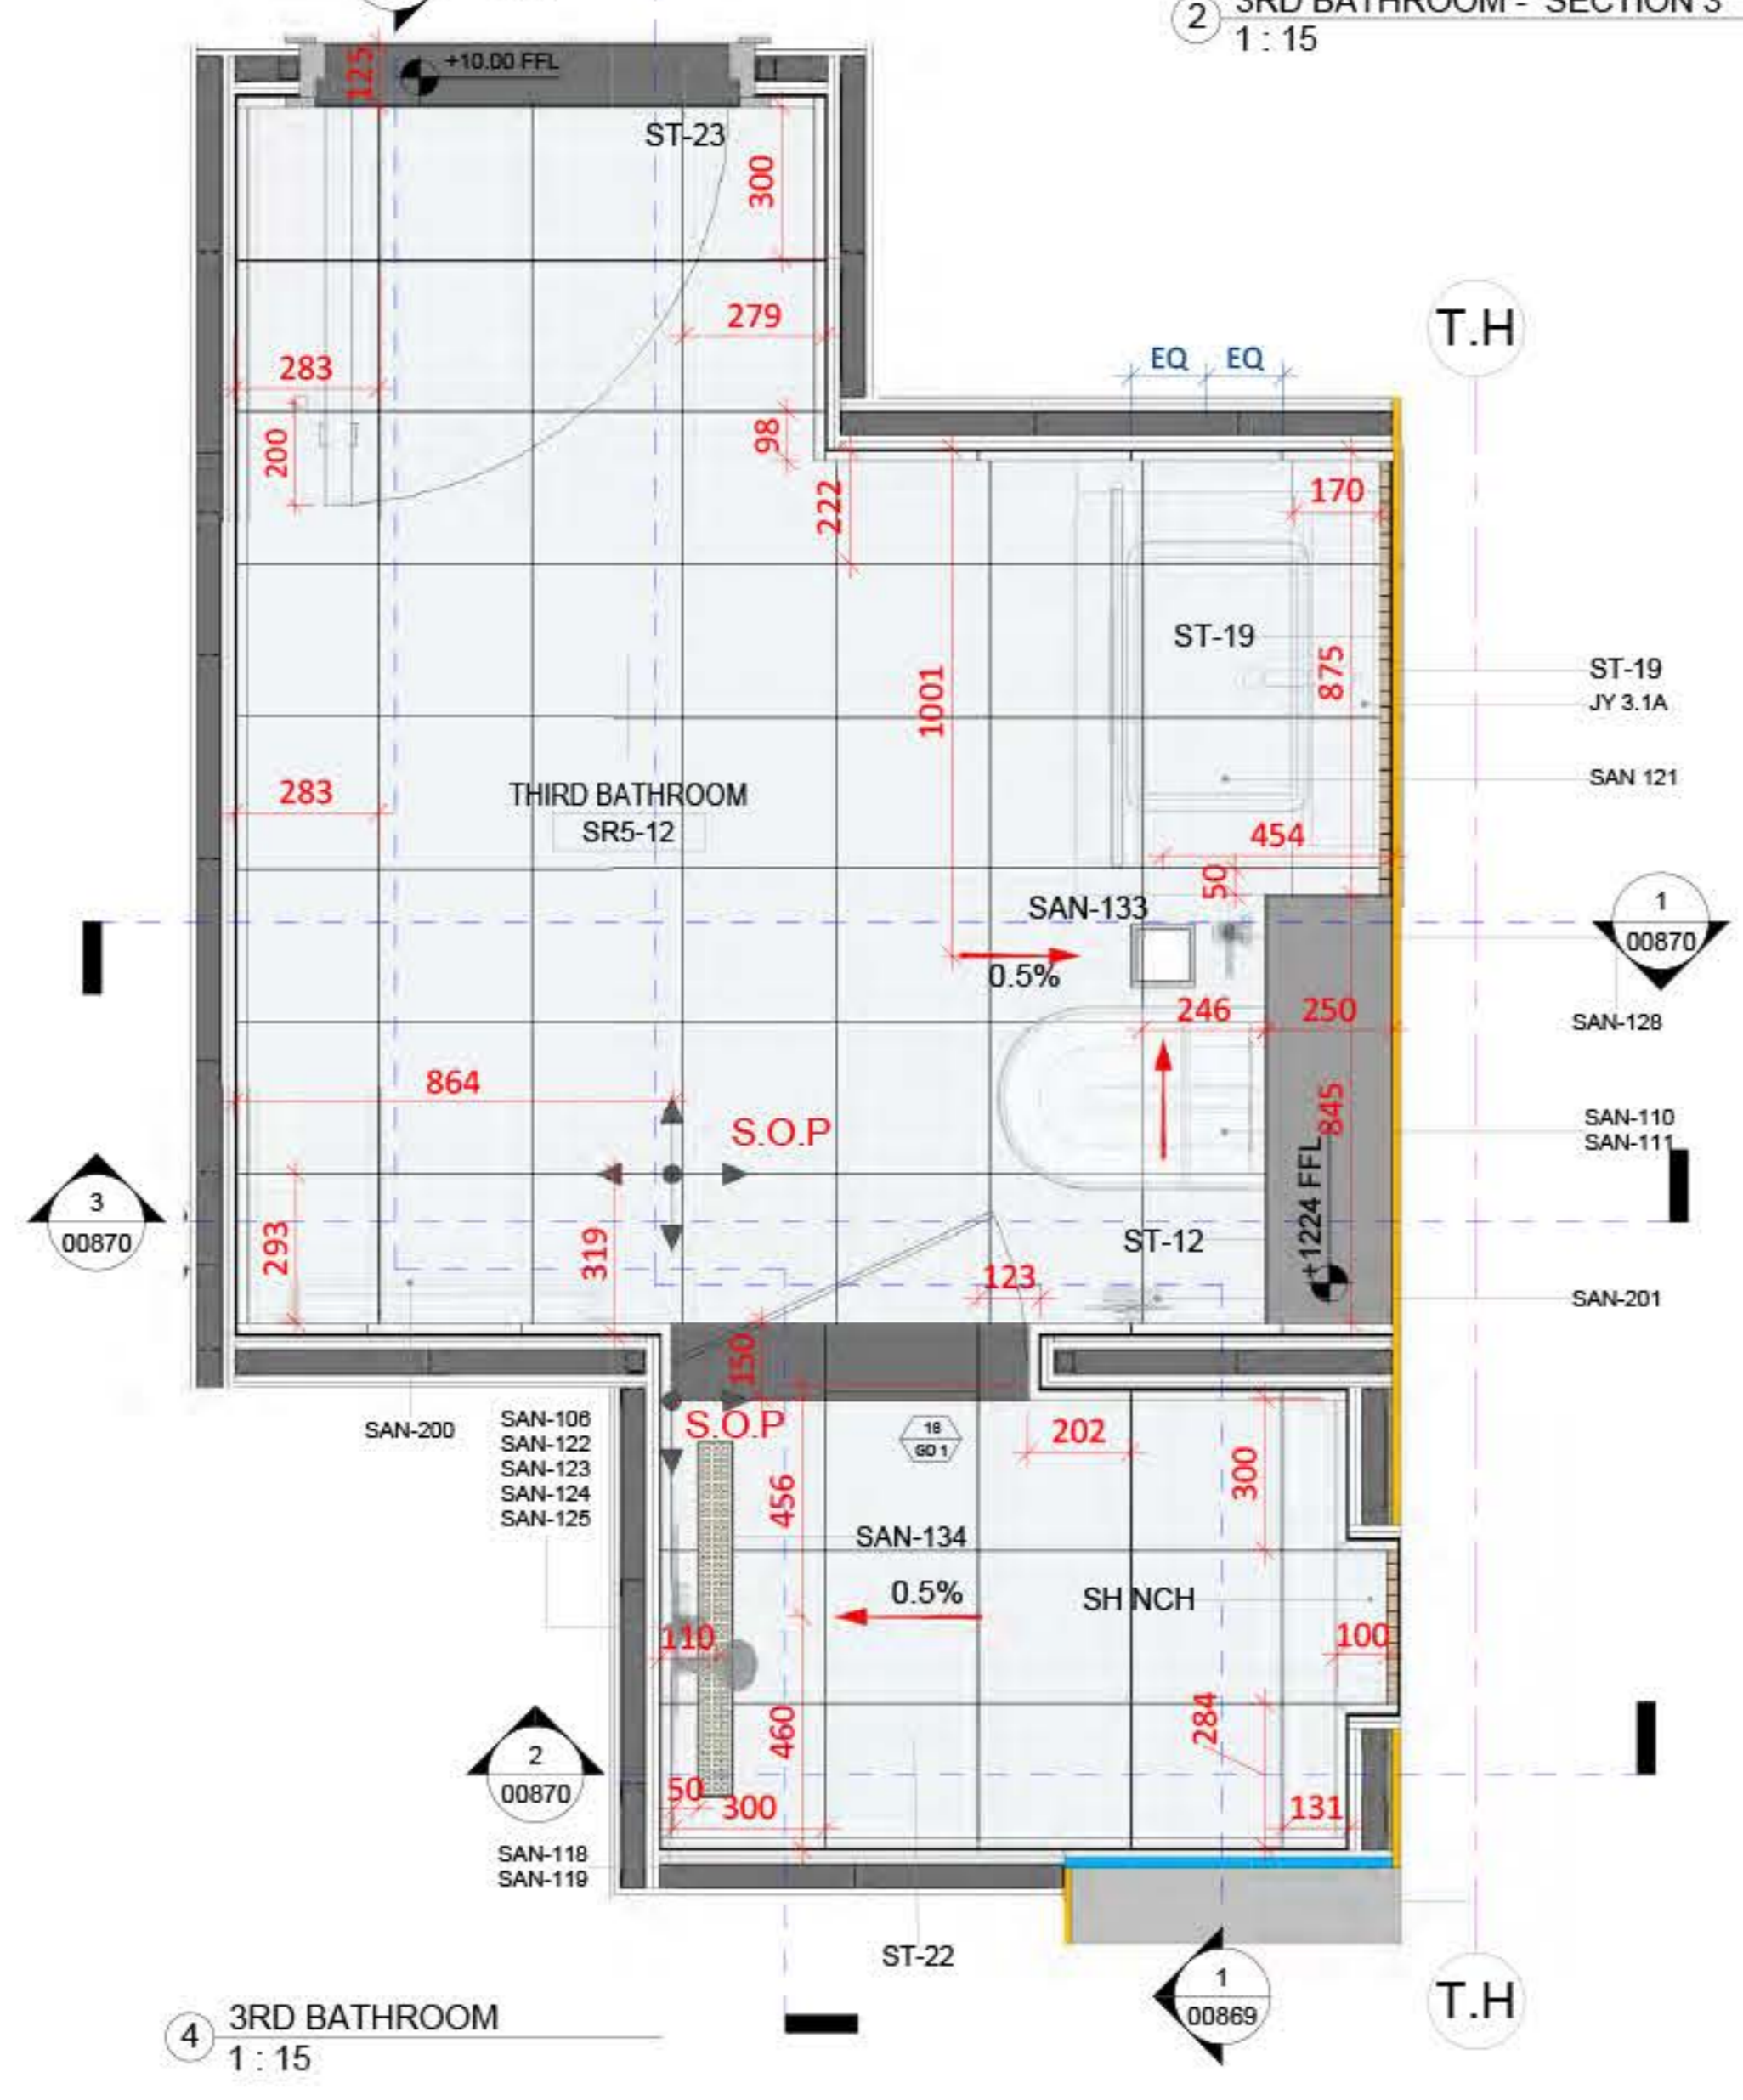 2 3RD BATHROOM - SECTION 3
1 : 15
125
+10.00 FFL
ST-23
300
279
283
200
98
222
EQ EQ
T.H
170
ST-19
875
1001
ST-19
JY 3.1A
SAN 121
283
THIRD BATHROOM
SR5-12
454
50
SAN-133
0.5%
1
00870
246
250
SAN-128
864
S.O.P
845
SAN-110
SAN-111
3
00870
293
319
ST-12
+1224 FFL
123
SAN-201
150
SAN-200
SAN-106
SAN-122
SAN-123
SAN-124
SAN-125
S.O.P
18
GD 1
202
300
456
SAN-134
0.5%
SH NCH
110
100
460
284
2
00870
50
300
131
SAN-118
SAN-119
ST-22
1
00869
T.H
4 3RD BATHROOM
1 : 15